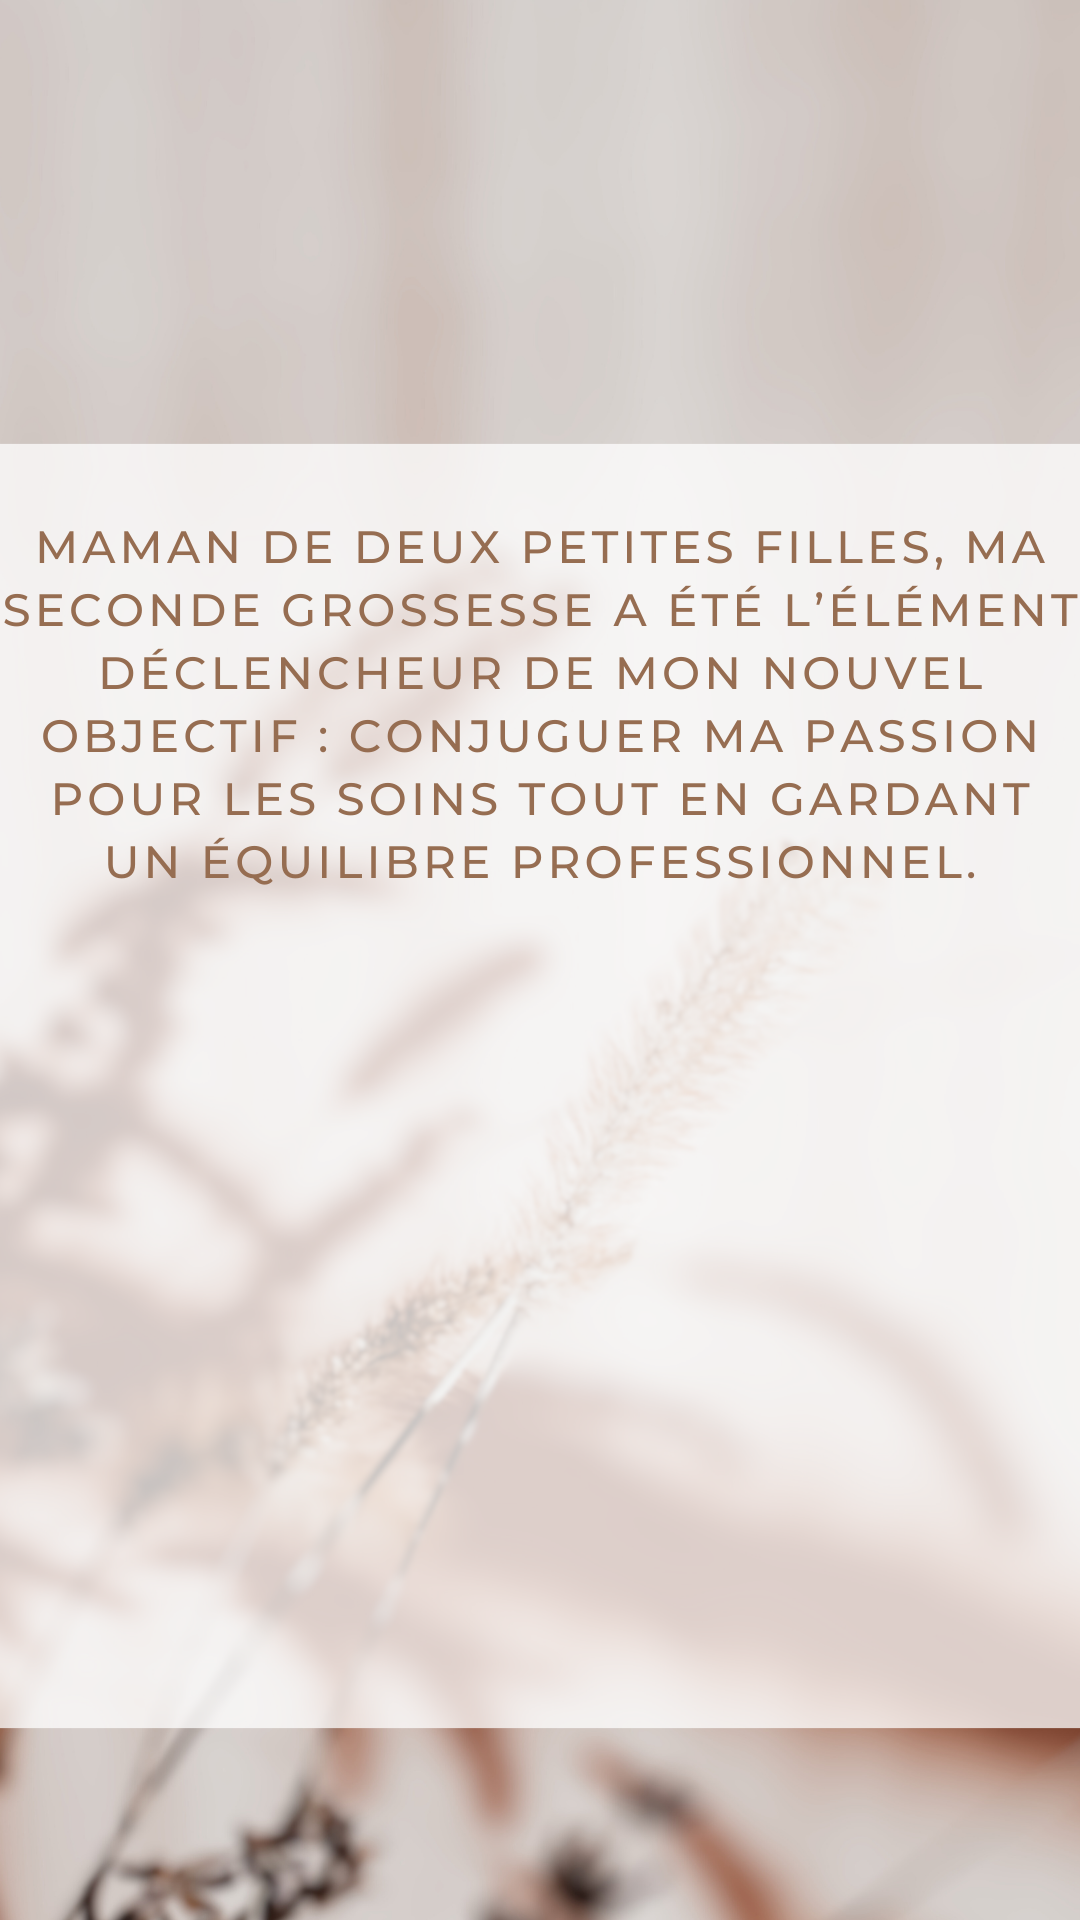 MAMAN DE DEUX PETITES FILLES, MA
SECONDE GROSSESSE A ÉTÉ L’ÉLÉMENT
DÉCLENCHEUR DE MON NOUVEL
OBJECTIF : CONJUGUER MA PASSION
POUR LES SOINS TOUT EN GARDANT
UN ÉQUILIBRE PROFESSIONNEL.